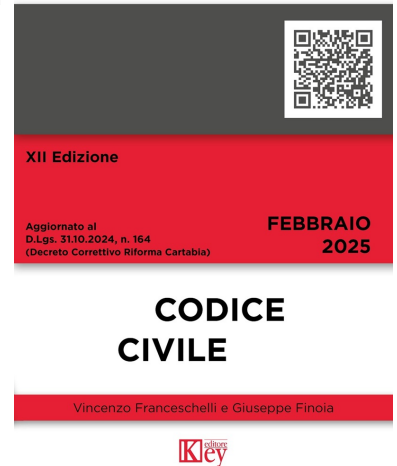 XII Edizione
Aggiornato al
D.Lgs. 31.10.2024, n. 164
(Decreto Correttivo Riforma Cartabia)
FEBBRAIO
2025
CODICE
CIVILE
Vincenzo Franceschelli e Giuseppe Finoia
Key editore